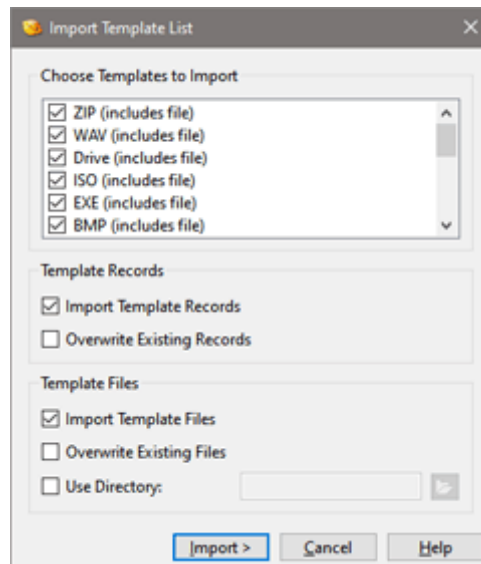 Import Template List
Choose Templates to Import
ZIP (includes file)
WAV (includes file)
Drive (includes file)
ISO (includes file)
EXE (includes file)
BMP (includes file)
Template Records
Import Template Records
Overwrite Existing Records
Template Files
Import Template Files
Overwrite Existing Files
Use Directory:
Import > Cancel Help